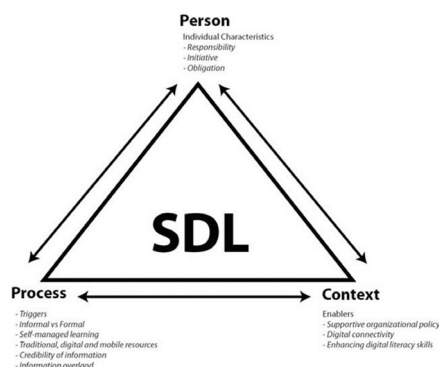 Person
Individual Characteristics
- Responsibility
- Initiative
- Obligation
SDL
Process
- Triggers
- Informal vs Formal
- Self-managed learning
- Traditional, digital and mobile resources
- Credibility of information
- Information overload
Context
Enablers
- Supportive organizational policy
- Digital connectivity
- Enhancing digital literacy skills